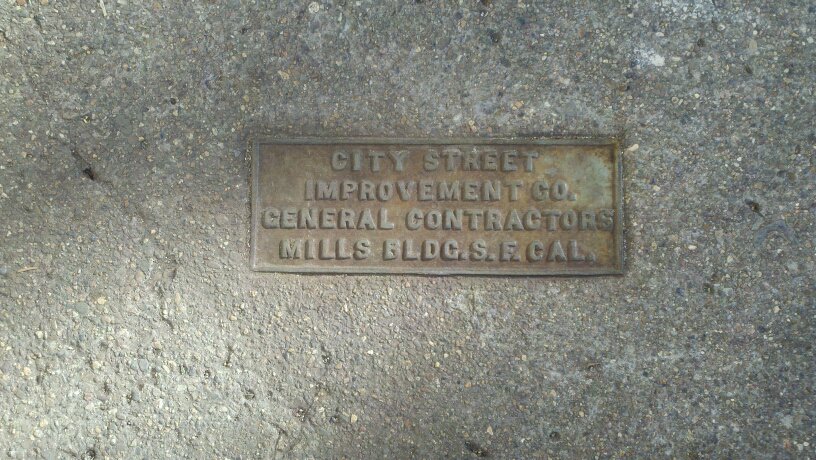 CITY STREET
IMPROVEMENT CO.
GENERAL CONTRACTORS
MILLS BLDG. S. F. CAL.